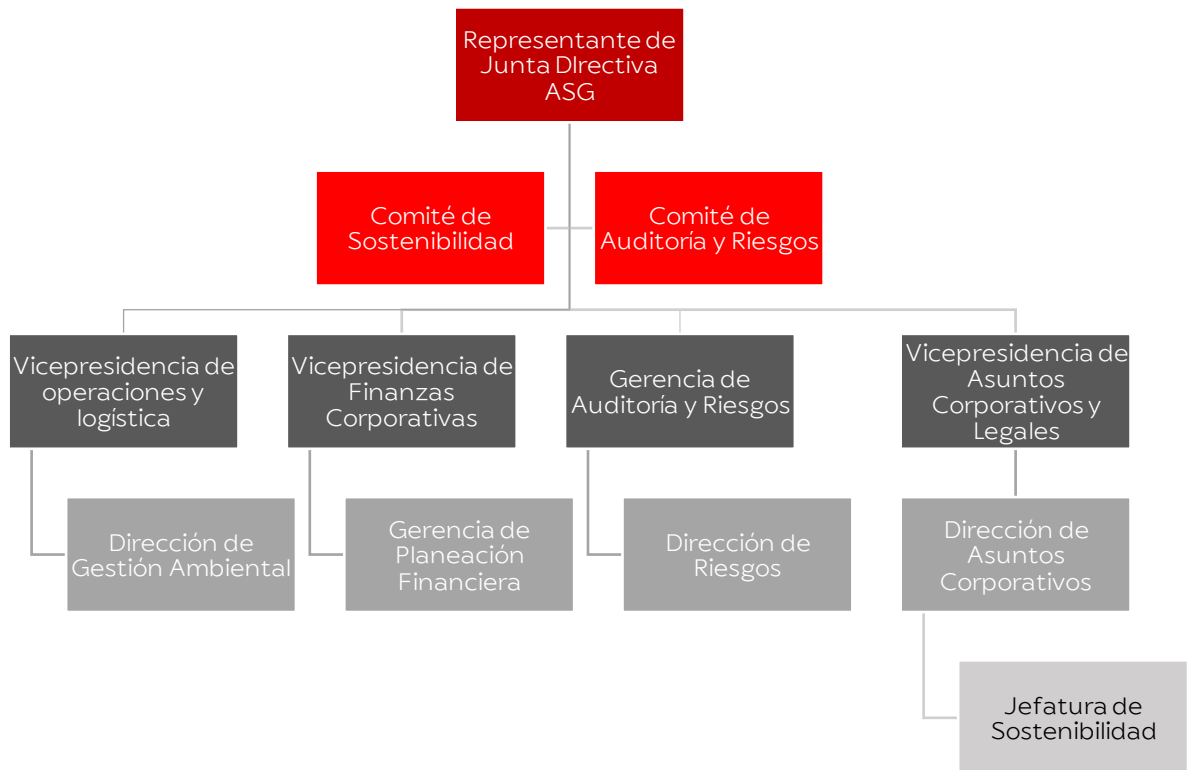 Representante de
Junta DIrectiva
ASG
Comité de
Sostenibilidad
Comité de
Auditoría y Riesgos
Vicepresidencia de
operaciones y
logística
Vicepresidencia de
Finanzas
Corporativas
Gerencia de
Auditoría y Riesgos
Vicepresidencia de
Asuntos
Corporativos y
Legales
Dirección de
Gestión Ambiental
Gerencia de
Planeación
Financiera
Dirección de
Riesgos
Dirección de
Asuntos
Corporativos
Jefatura de
Sostenibilidad